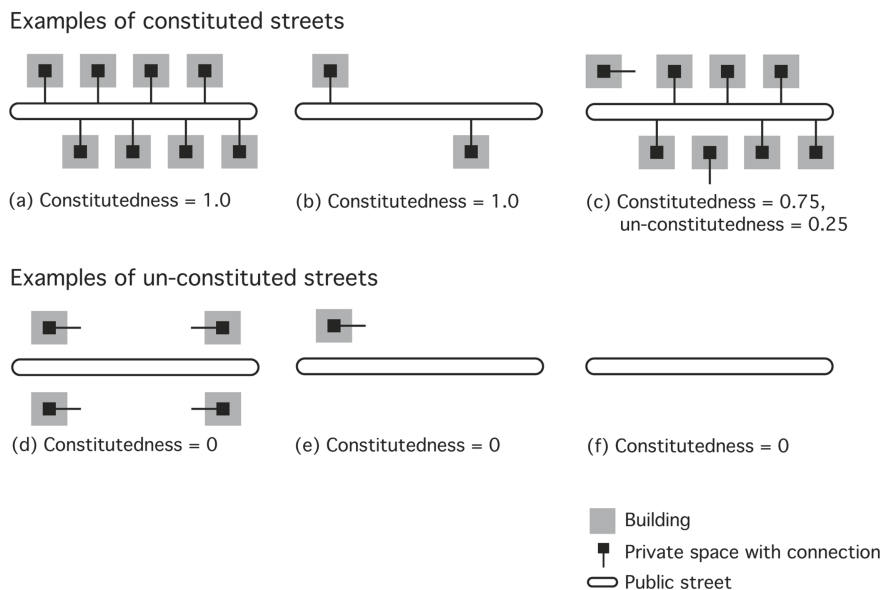 Examples of constituted streets
(a) Constitutedness = 1.0
(b) Constitutedness = 1.0
(c) Constitutedness = 0.75,
un-constitutedness = 0.25
Examples of un-constituted streets
(d) Constitutedness = 0
(e) Constitutedness = 0
(f) Constitutedness = 0
Building
Private space with connection
Public street